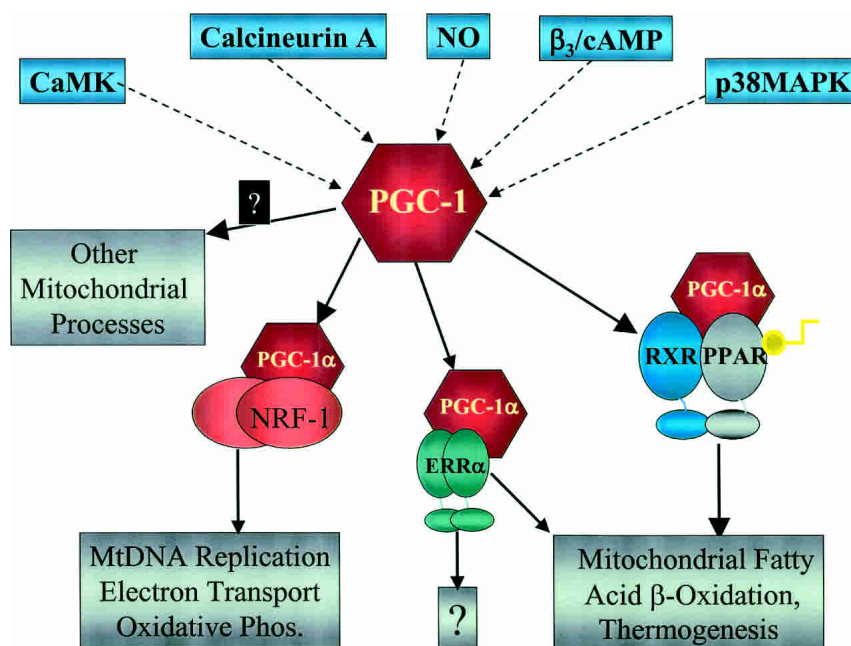 Calcineurin A
NO
β₃/cAMP
CaMK
p38MAPK
PGC-1
?
Other
Mitochondrial
Processes
PGC-1α
RXR
PPAR
PGC-1α
NRF-1
PGC-1α
ERRα
MtDNA Replication
Electron Transport
Oxidative Phos.
?
Mitochondrial Fatty
Acid β-Oxidation,
Thermogenesis